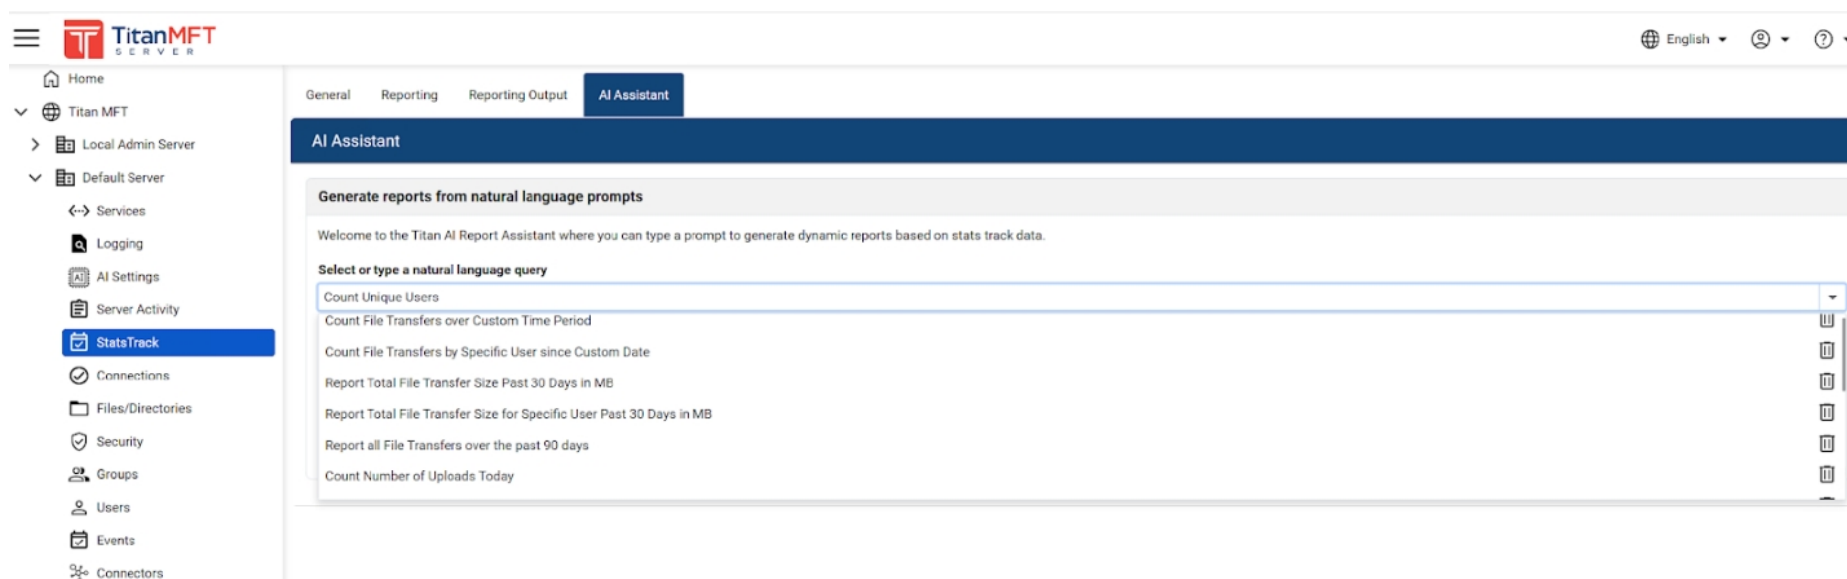 TitanMFT
SERVER
English
Home
Titan MFT
Local Admin Server
Default Server
Services
Logging
AI Settings
Server Activity
StatsTrack
Connections
Files/Directories
Security
Groups
Users
Events
Connectors
General Reporting Reporting Output AI Assistant
AI Assistant
Generate reports from natural language prompts
Welcome to the Titan AI Report Assistant where you can type a prompt to generate dynamic reports based on stats track data.
Select or type a natural language query
Count Unique Users
Count File Transfers over Custom Time Period
Count File Transfers by Specific User since Custom Date
Report Total File Transfer Size Past 30 Days in MB
Report Total File Transfer Size for Specific User Past 30 Days in MB
Report all File Transfers over the past 90 days
Count Number of Uploads Today